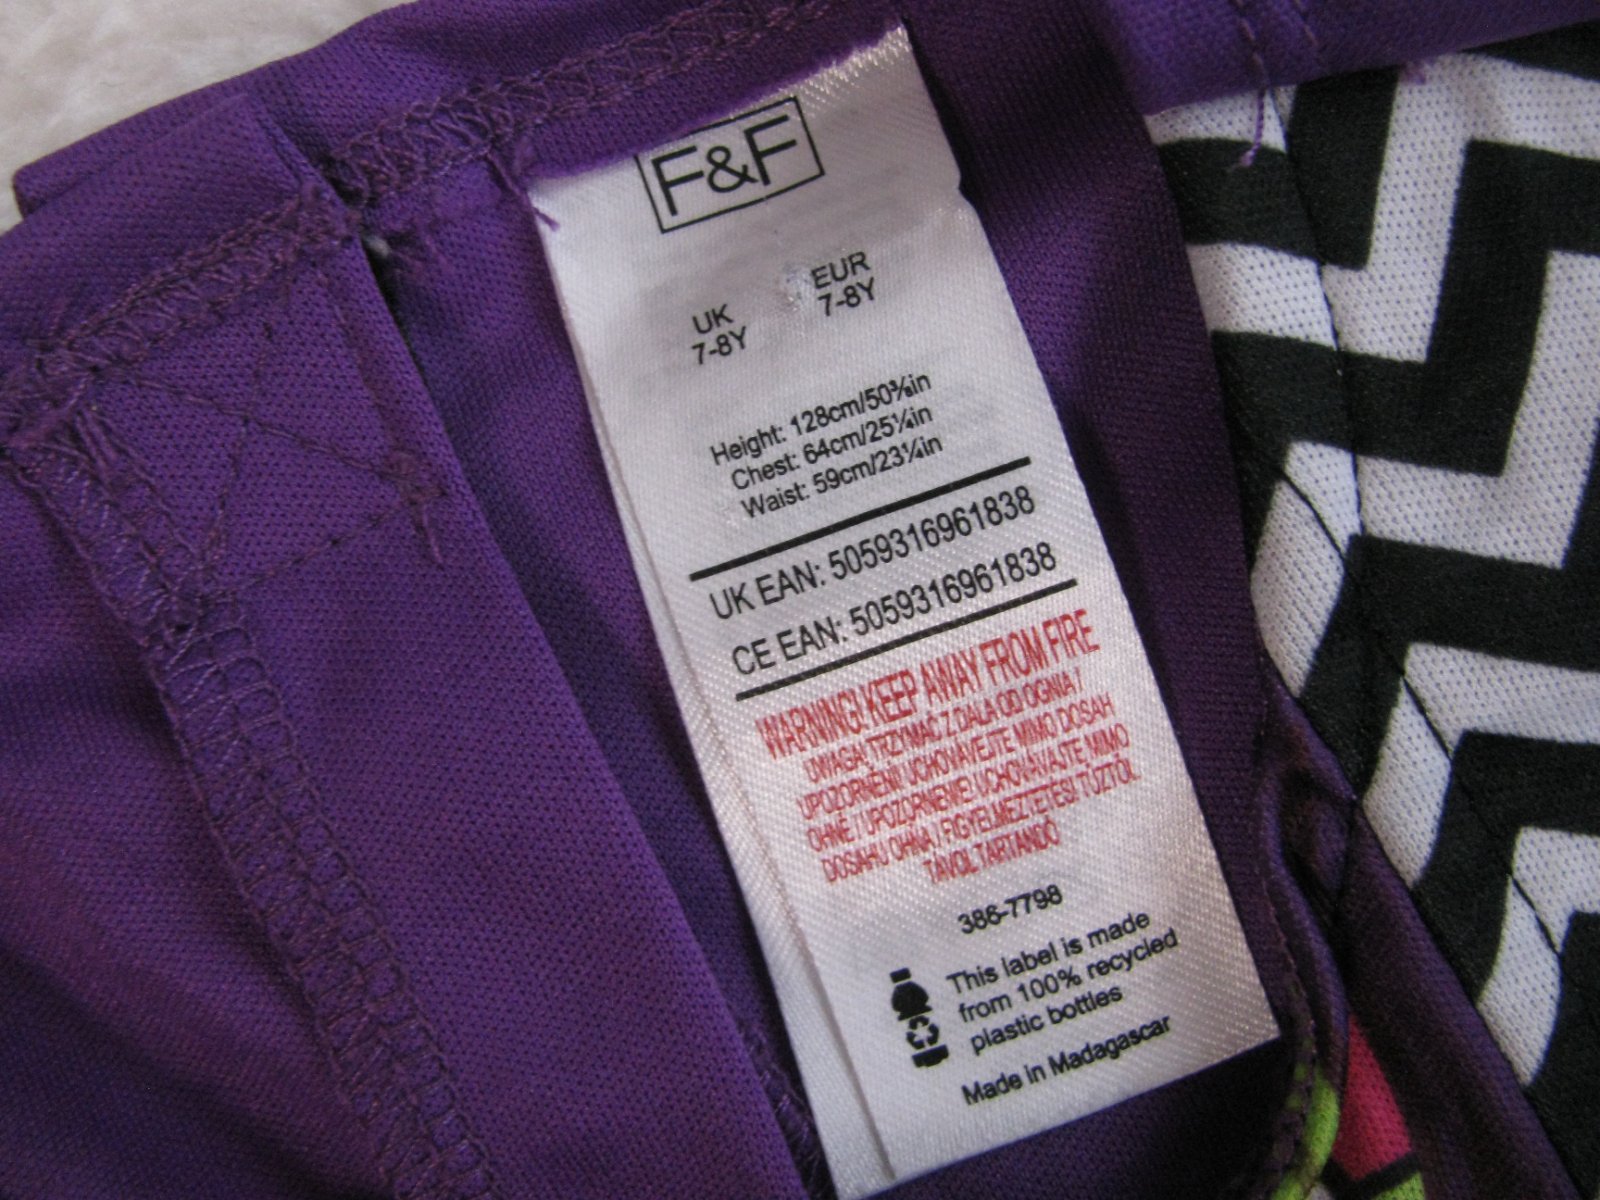 F&F
UK EUR
7-8Y 7-8Y
Height: 128cm/50⅜in
Chest: 64cm/25¼in
Waist: 59cm/23¼in
UK EAN: 5059316961838
CE EAN: 5059316961838
WARNING! KEEP AWAY FROM FIRE
UWAGA! TRZYMAĆ Z DALA OD OGNIA /
UPOZORNĚNÍ! UCHOVÁVEJTE MIMO DOSAH
OHNĚ / UPOZORNENIE! UCHOVÁVAJTE MIMO
DOSAHU OHŇA / FIGYELMEZTETÉS! TŰZTŐL
TÁVOL TARTANDÓ
386-7798
This label is made
from 100% recycled
plastic bottles
Made in Madagascar